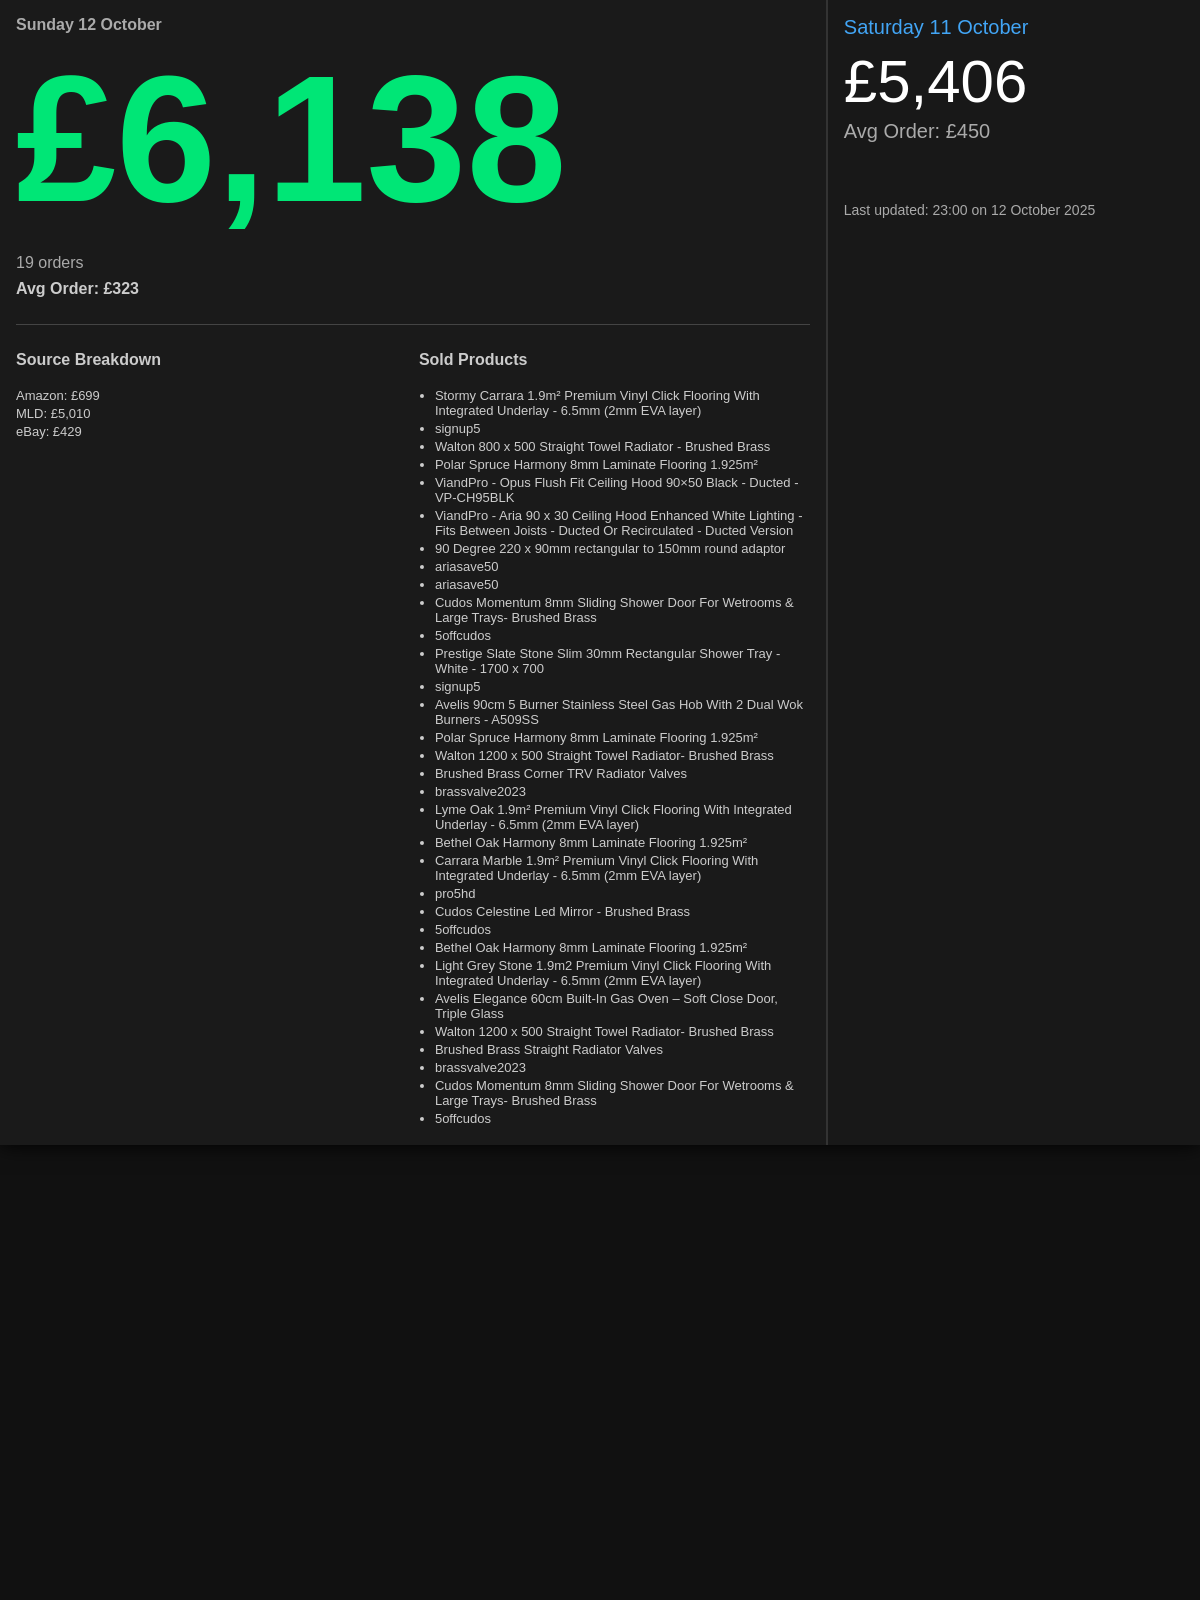 Sunday 12 October
£6,138
19 orders
Avg Order: £323
Source Breakdown
Amazon: £699
MLD: £5,010
eBay: £429
Sold Products
• Stormy Carrara 1.9m² Premium Vinyl Click Flooring With
Integrated Underlay - 6.5mm (2mm EVA layer)
• signup5
• Walton 800 x 500 Straight Towel Radiator - Brushed Brass
• Polar Spruce Harmony 8mm Laminate Flooring 1.925m²
• ViandPro - Opus Flush Fit Ceiling Hood 90×50 Black - Ducted -
VP-CH95BLK
• ViandPro - Aria 90 x 30 Ceiling Hood Enhanced White Lighting -
Fits Between Joists - Ducted Or Recirculated - Ducted Version
• 90 Degree 220 x 90mm rectangular to 150mm round adaptor
• ariasave50
• ariasave50
• Cudos Momentum 8mm Sliding Shower Door For Wetrooms &
Large Trays- Brushed Brass
• 5offcudos
• Prestige Slate Stone Slim 30mm Rectangular Shower Tray -
White - 1700 x 700
• signup5
• Avelis 90cm 5 Burner Stainless Steel Gas Hob With 2 Dual Wok
Burners - A509SS
• Polar Spruce Harmony 8mm Laminate Flooring 1.925m²
• Walton 1200 x 500 Straight Towel Radiator- Brushed Brass
• Brushed Brass Corner TRV Radiator Valves
• brassvalve2023
• Lyme Oak 1.9m² Premium Vinyl Click Flooring With Integrated
Underlay - 6.5mm (2mm EVA layer)
• Bethel Oak Harmony 8mm Laminate Flooring 1.925m²
• Carrara Marble 1.9m² Premium Vinyl Click Flooring With
Integrated Underlay - 6.5mm (2mm EVA layer)
• pro5hd
• Cudos Celestine Led Mirror - Brushed Brass
• 5offcudos
• Bethel Oak Harmony 8mm Laminate Flooring 1.925m²
• Light Grey Stone 1.9m2 Premium Vinyl Click Flooring With
Integrated Underlay - 6.5mm (2mm EVA layer)
• Avelis Elegance 60cm Built-In Gas Oven – Soft Close Door,
Triple Glass
• Walton 1200 x 500 Straight Towel Radiator- Brushed Brass
• Brushed Brass Straight Radiator Valves
• brassvalve2023
• Cudos Momentum 8mm Sliding Shower Door For Wetrooms &
Large Trays- Brushed Brass
• 5offcudos
Saturday 11 October
£5,406
Avg Order: £450
Last updated: 23:00 on 12 October 2025